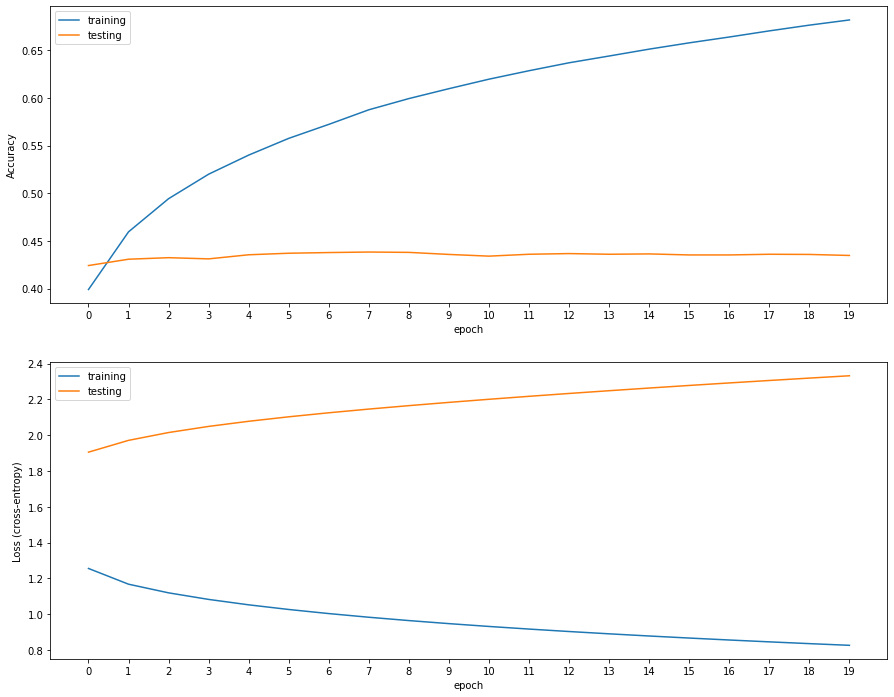 training
testing
Accuracy
0.65
0.60
0.55
0.50
0.45
0.40
0 1 2 3 4 5 6 7 8 9 10 11 12 13 14 15 16 17 18 19
epoch
training
testing
Loss (cross-entropy)
2.4
2.2
2.0
1.8
1.6
1.4
1.2
1.0
0.8
0 1 2 3 4 5 6 7 8 9 10 11 12 13 14 15 16 17 18 19
epoch